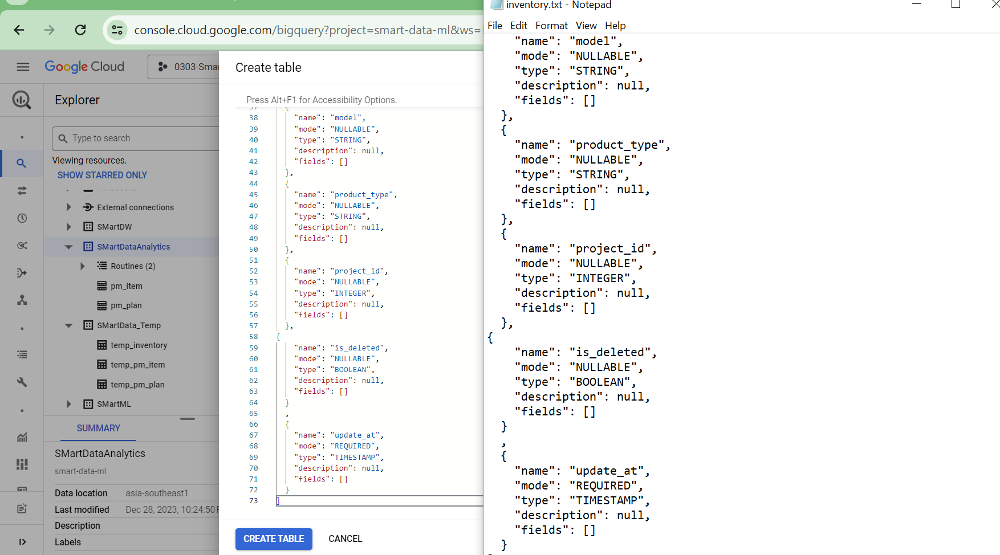 console.cloud.google.com/bigquery?project=smart-data-ml&ws=
Google Cloud
0303-Smar
Explorer
Type to search
Viewing resources.
SHOW STARRED ONLY
External connections
SMartDW
SMartDataAnalytics
Routines (2)
pm_item
pm_plan
SMartData_Temp
temp_inventory
temp_pm_item
temp_pm_plan
SMartML
SUMMARY
SMartDataAnalytics
smart-data-ml
Data location asia-southeast1
Last modified Dec 28, 2023, 10:24:50
Description
Labels
Create table
Press Alt+F1 for Accessibility Options.
37 {
38 "name": "model",
39 "mode": "NULLABLE",
40 "type": "STRING",
41 "description": null,
42 "fields": []
43 },
44 {
45 "name": "product_type",
46 "mode": "NULLABLE",
47 "type": "STRING",
48 "description": null,
49 "fields": []
50 },
51 {
52 "name": "project_id",
53 "mode": "NULLABLE",
54 "type": "INTEGER",
55 "description": null,
56 "fields": []
57 },
58 {
59 "name": "is_deleted",
60 "mode": "NULLABLE",
61 "type": "BOOLEAN",
62 "description": null,
63 "fields": []
64 }
65 ,
66 {
67 "name": "update_at",
68 "mode": "REQUIRED",
69 "type": "TIMESTAMP",
70 "description": null,
71 "fields": []
72 }
73 ]
CREATE TABLE CANCEL
inventory.txt - Notepad
File Edit Format View Help
"name": "model",
"mode": "NULLABLE",
"type": "STRING",
"description": null,
"fields": []
},
{
"name": "product_type",
"mode": "NULLABLE",
"type": "STRING",
"description": null,
"fields": []
},
{
"name": "project_id",
"mode": "NULLABLE",
"type": "INTEGER",
"description": null,
"fields": []
},
{
"name": "is_deleted",
"mode": "NULLABLE",
"type": "BOOLEAN",
"description": null,
"fields": []
}
,
{
"name": "update_at",
"mode": "REQUIRED",
"type": "TIMESTAMP",
"description": null,
"fields": []
}